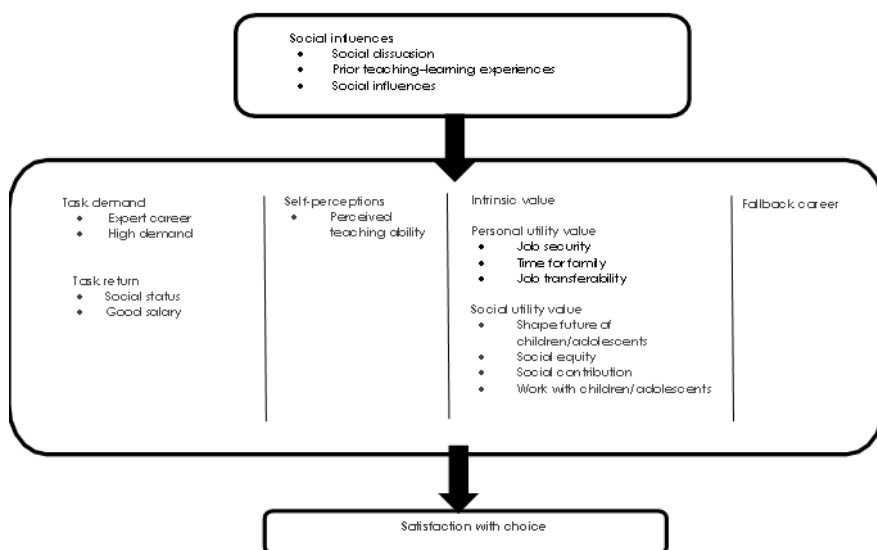 Social influences
• Social dissuasion
• Prior teaching–learning experiences
• Social influences
Task demand
• Expert career
• High demand
Task return
• Social status
• Good salary
Self-perceptions
• Perceived
teaching ability
Intrinsic value
Personal utility value
• Job security
• Time for family
• Job transferability
Social utility value
• Shape future of
children/adolescents
• Social equity
• Social contribution
• Work with children/adolescents
Fallback career
Satisfaction with choice